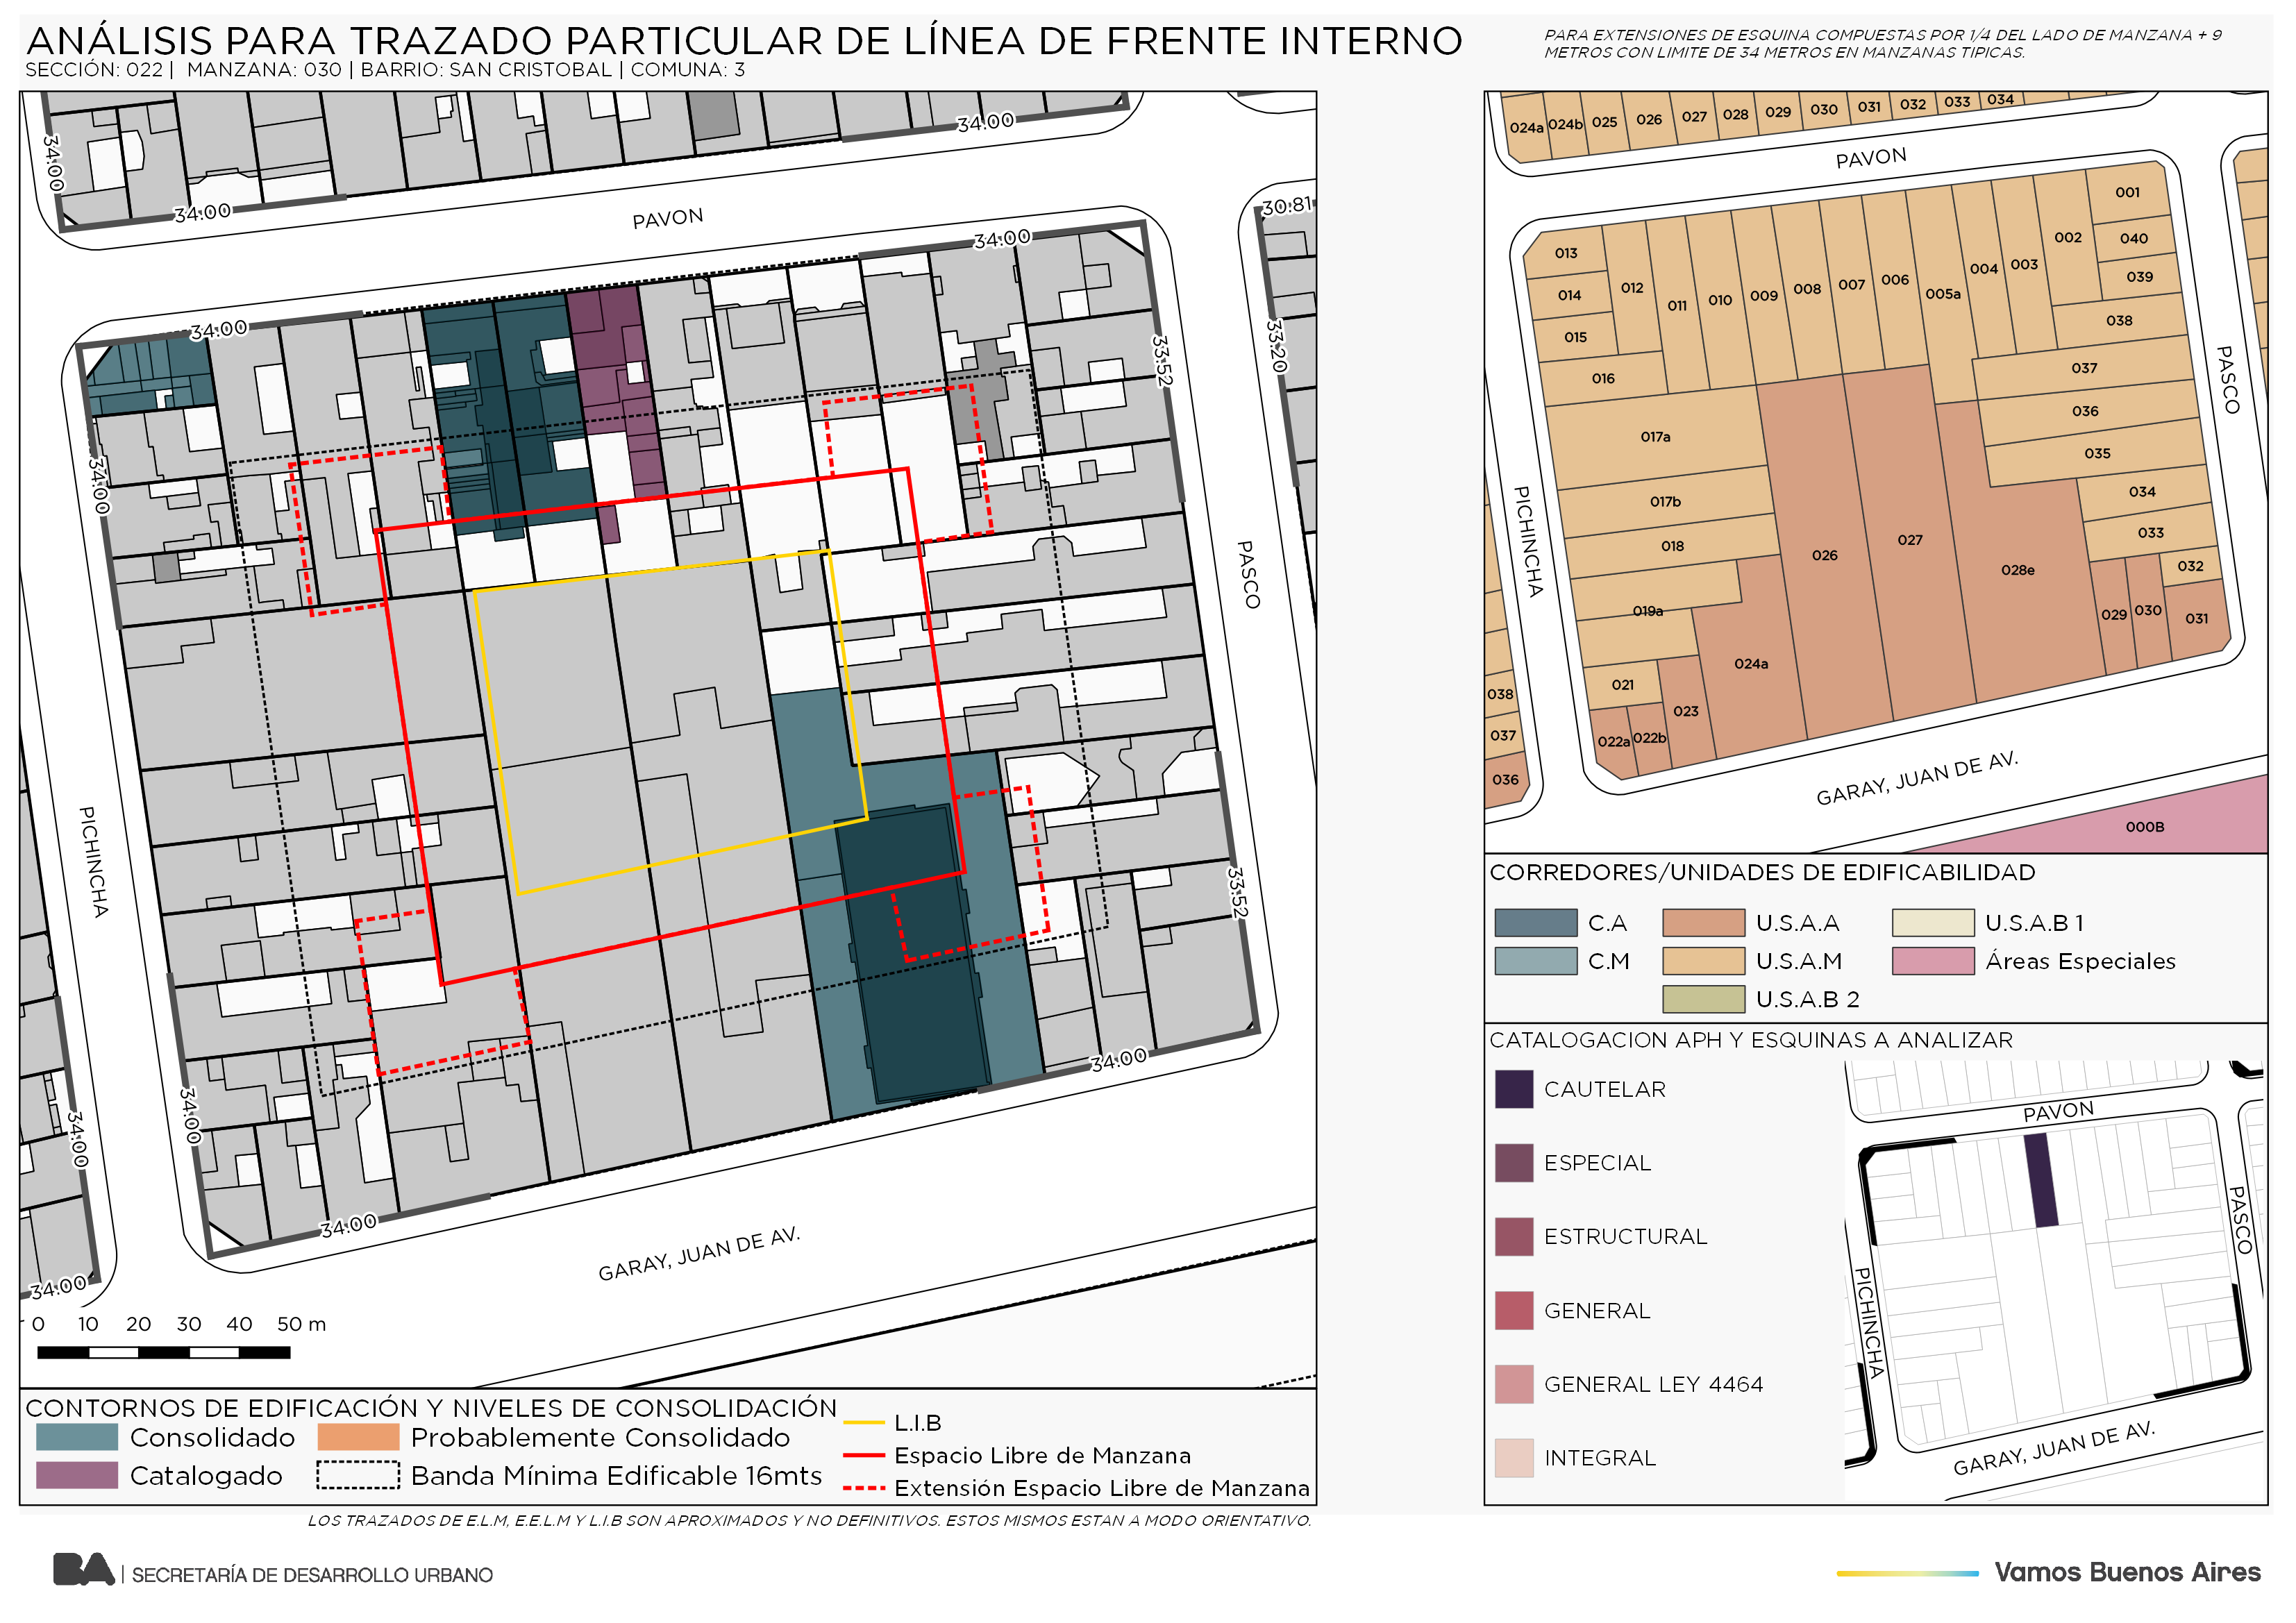 ANÁLISIS PARA TRAZADO PARTICULAR DE LÍNEA DE FRENTE INTERNO
SECCIÓN: 022 | MANZANA: 030 | BARRIO: SAN CRISTOBAL | COMUNA: 3
PARA EXTENSIONES DE ESQUINA COMPUESTAS POR 1/4 DEL LADO DE MANZANA + 9
METROS CON LIMITE DE 34 METROS EN MANZANAS TIPICAS.
34:00
34:00
34:00
PAVON
30:81
34:00
34:00
33:20
33:52
34:00
PASCO
PICHINCHA
33:52
34:00
34:00
34:00
34:00
34:00
GARAY, JUAN DE AV.
0 10 20 30 40 50 m
024a
024b
025
026
027
028
029
030
031
032
033
034
PAVON
001
002
040
039
038
013
014
015
016
012
011
010
009
008
007
006
005a
004
003
037
036
035
034
033
032
031
030
029
028e
027
026
017a
017b
018
019a
024a
021
023
022a
022b
038
037
036
PASCO
PICHINCHA
GARAY, JUAN DE AV.
000B
CORREDORES/UNIDADES DE EDIFICABILIDAD
C.A
U.S.A.A
U.S.A.B 1
C.M
U.S.A.M
Áreas Especiales
U.S.A.B 2
CATALOGACION APH Y ESQUINAS A ANALIZAR
CAUTELAR
ESPECIAL
ESTRUCTURAL
GENERAL
GENERAL LEY 4464
INTEGRAL
PAVON
PASCO
PICHINCHA
GARAY, JUAN DE AV.
CONTORNOS DE EDIFICACIÓN Y NIVELES DE CONSOLIDACIÓN
Consolidado
Probablemente Consolidado
Catalogado
Banda Mínima Edificable 16mts
L.I.B
Espacio Libre de Manzana
Extensión Espacio Libre de Manzana
LOS TRAZADOS DE E.L.M, E.E.L.M Y L.I.B SON APROXIMADOS Y NO DEFINITIVOS. ESTOS MISMOS ESTAN A MODO ORIENTATIVO.
BA | SECRETARÍA DE DESARROLLO URBANO
Vamos Buenos Aires